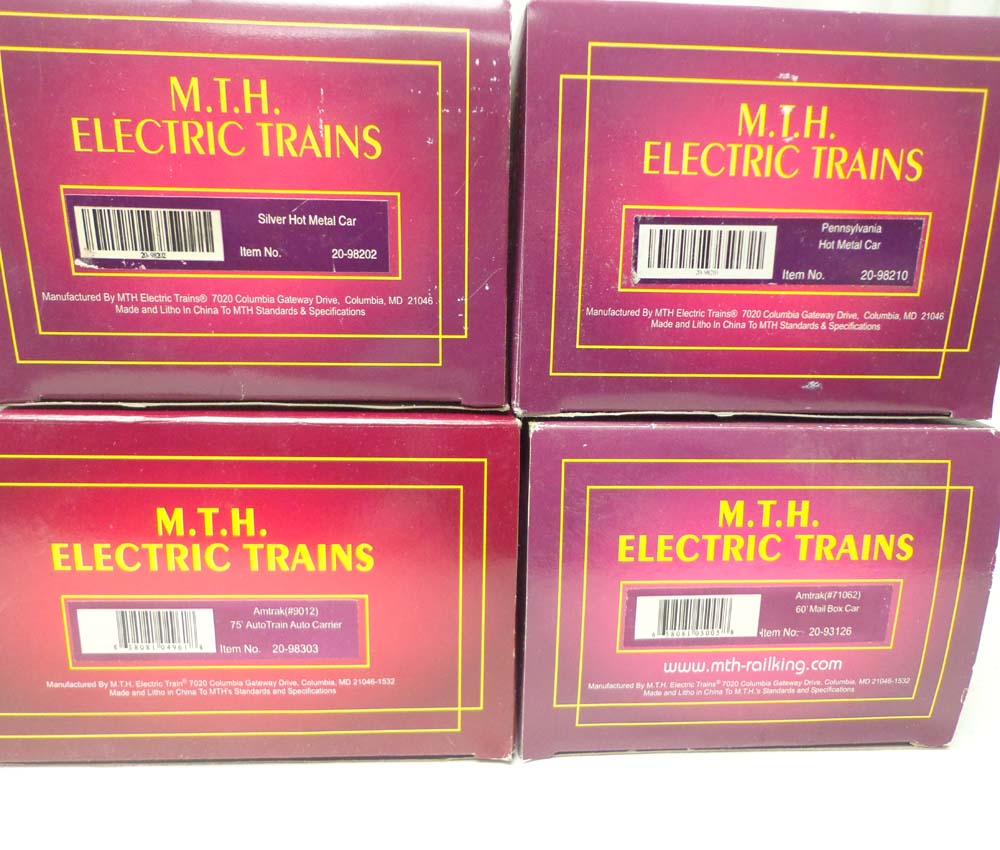 M.T.H.
ELECTRIC TRAINS
Silver Hot Metal Car
20-98202
Item No. 20-98202
Manufactured By MTH Electric Trains® 7020 Columbia Gateway Drive, Columbia, MD 21046
Made and Litho In China To MTH Standards & Specifications
M.T.H.
ELECTRIC TRAINS
Pennsylvania
Hot Metal Car
20-98210
Item No. 20-98210
Manufactured By MTH Electric Trains® 7020 Columbia Gateway Drive, Columbia, MD 21046
Made and Litho In China To MTH Standards & Specifications
M.T.H.
ELECTRIC TRAINS
Amtrak(#9012)
75' AutoTrain Auto Carrier
Item No. 20-98303
Manufactured By M.T.H. Electric Train® 7020 Columbia Gateway Drive, Columbia, MD 21046-1532
Made and Litho in China to MTH's Standards and Specifications
M.T.H.
ELECTRIC TRAINS
Amtrak(#71062)
60' Mail Box Car
Item No: 20-93126
www.mth-railking.com
Manufactured By M.T.H. Electric Trains® 7020 Columbia Gateway Drive, Columbia, MD 21046-1532
Made and Litho in China to M.T.H.'s Standards and Specifications